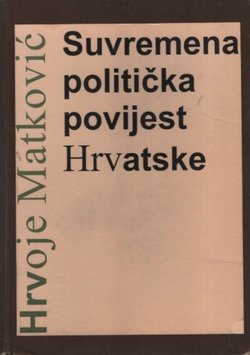 Hrvoje Matković
Suvremena
politička
povijest
Hrvatske